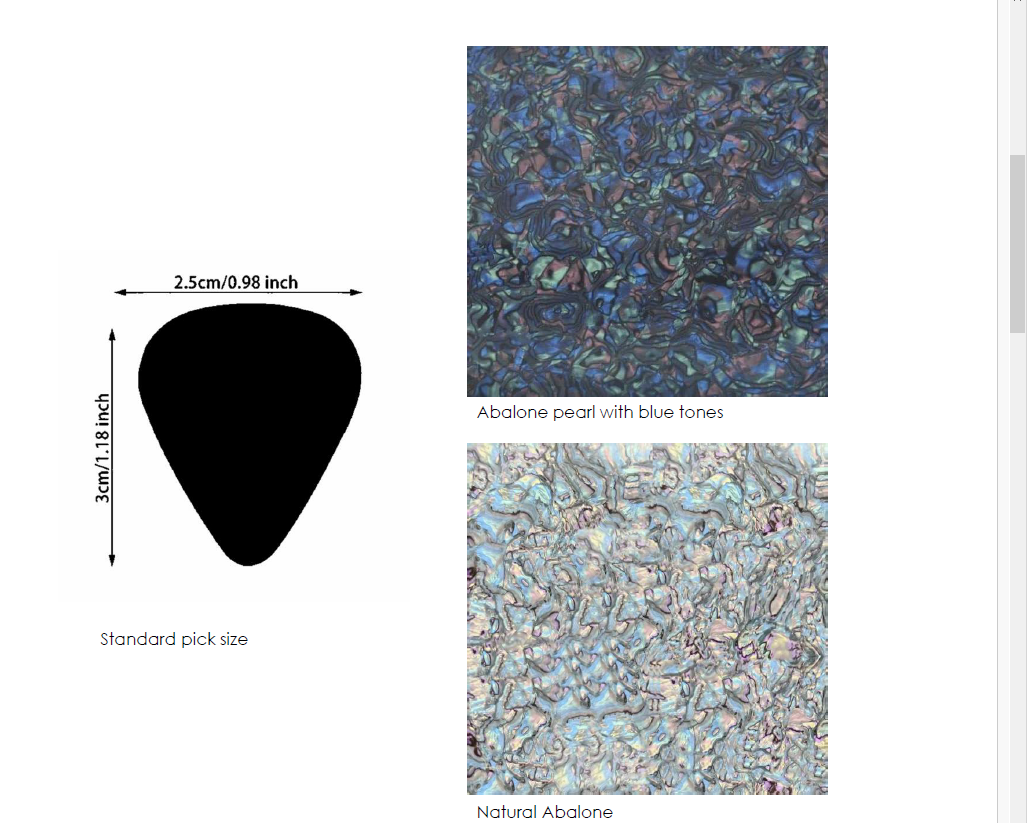 2.5cm/0.98 inch
3cm/1.18 inch
Standard pick size
Abalone pearl with blue tones
Natural Abalone